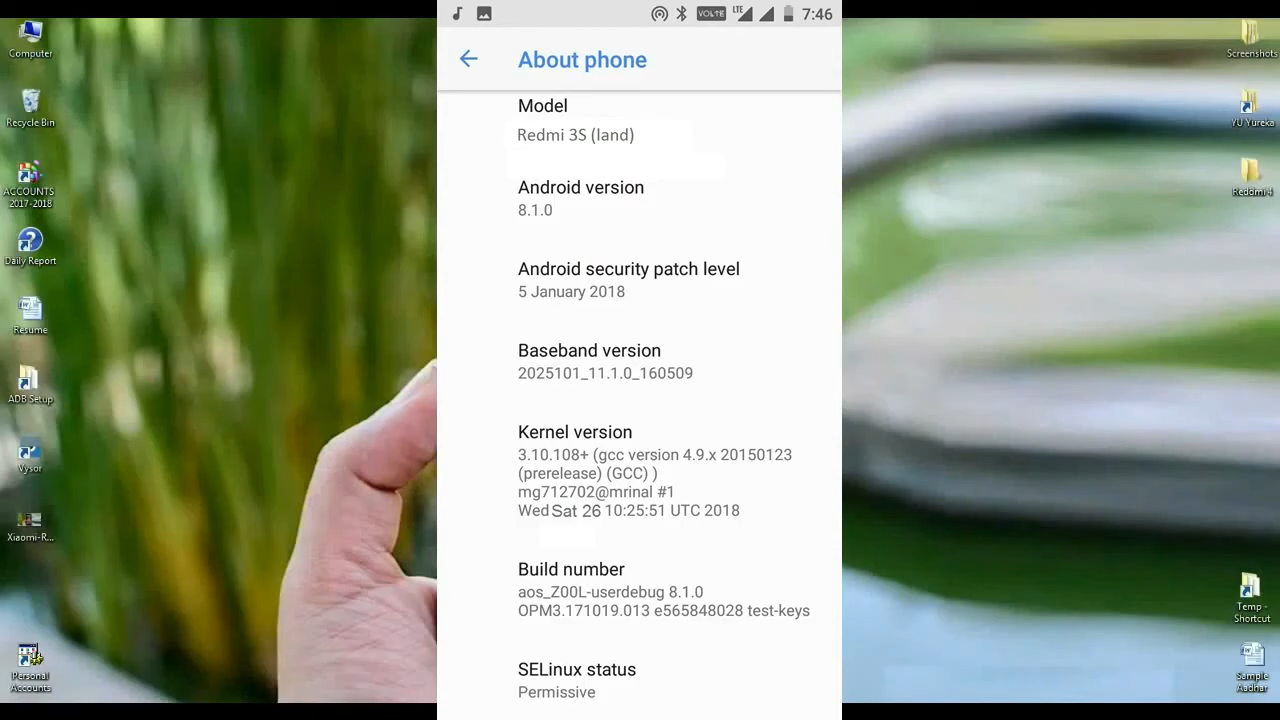 VOLTE
LTE
7:46
About phone
Model
Redmi 3S (land)
Android version
8.1.0
Android security patch level
5 January 2018
Baseband version
2025101_11.1.0_160509
Kernel version
3.10.108+ (gcc version 4.9.x 20150123
(prerelease) (GCC) )
mg712702@mrinal #1
Wed Sat 26 10:25:51 UTC 2018
Build number
aos_Z00L-userdebug 8.1.0
OPM3.171019.013 e565848028 test-keys
SELinux status
Permissive
Computer
Recycle Bin
ACCOUNTS
2017-2018
Daily Report
Resume
ADB Setup
Vysor
Xiaomi-R...
Personal
Accounts
Screenshots
YU Yureka
Reddmi 4
Temp -
Shortcut
Sample
Aadhar